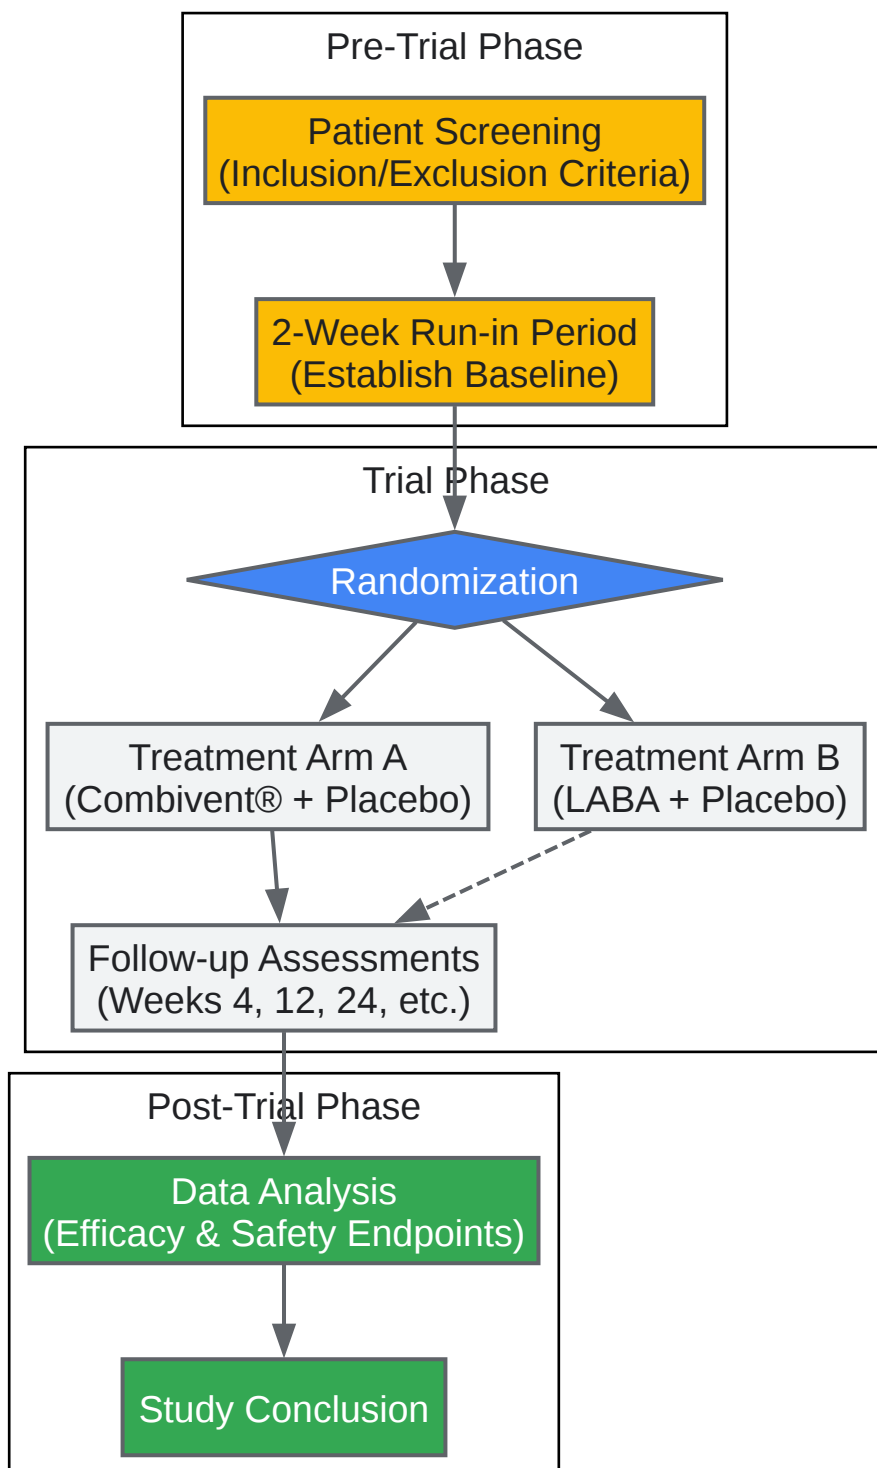 Pre-Trial Phase
Patient Screening
(Inclusion/Exclusion Criteria)
2-Week Run-in Period
(Establish Baseline)
Trial Phase
Randomization
Treatment Arm A
(Combivent® + Placebo)
Treatment Arm B
(LABA + Placebo)
Follow-up Assessments
(Weeks 4, 12, 24, etc.)
Post-Trial Phase
Data Analysis
(Efficacy & Safety Endpoints)
Study Conclusion